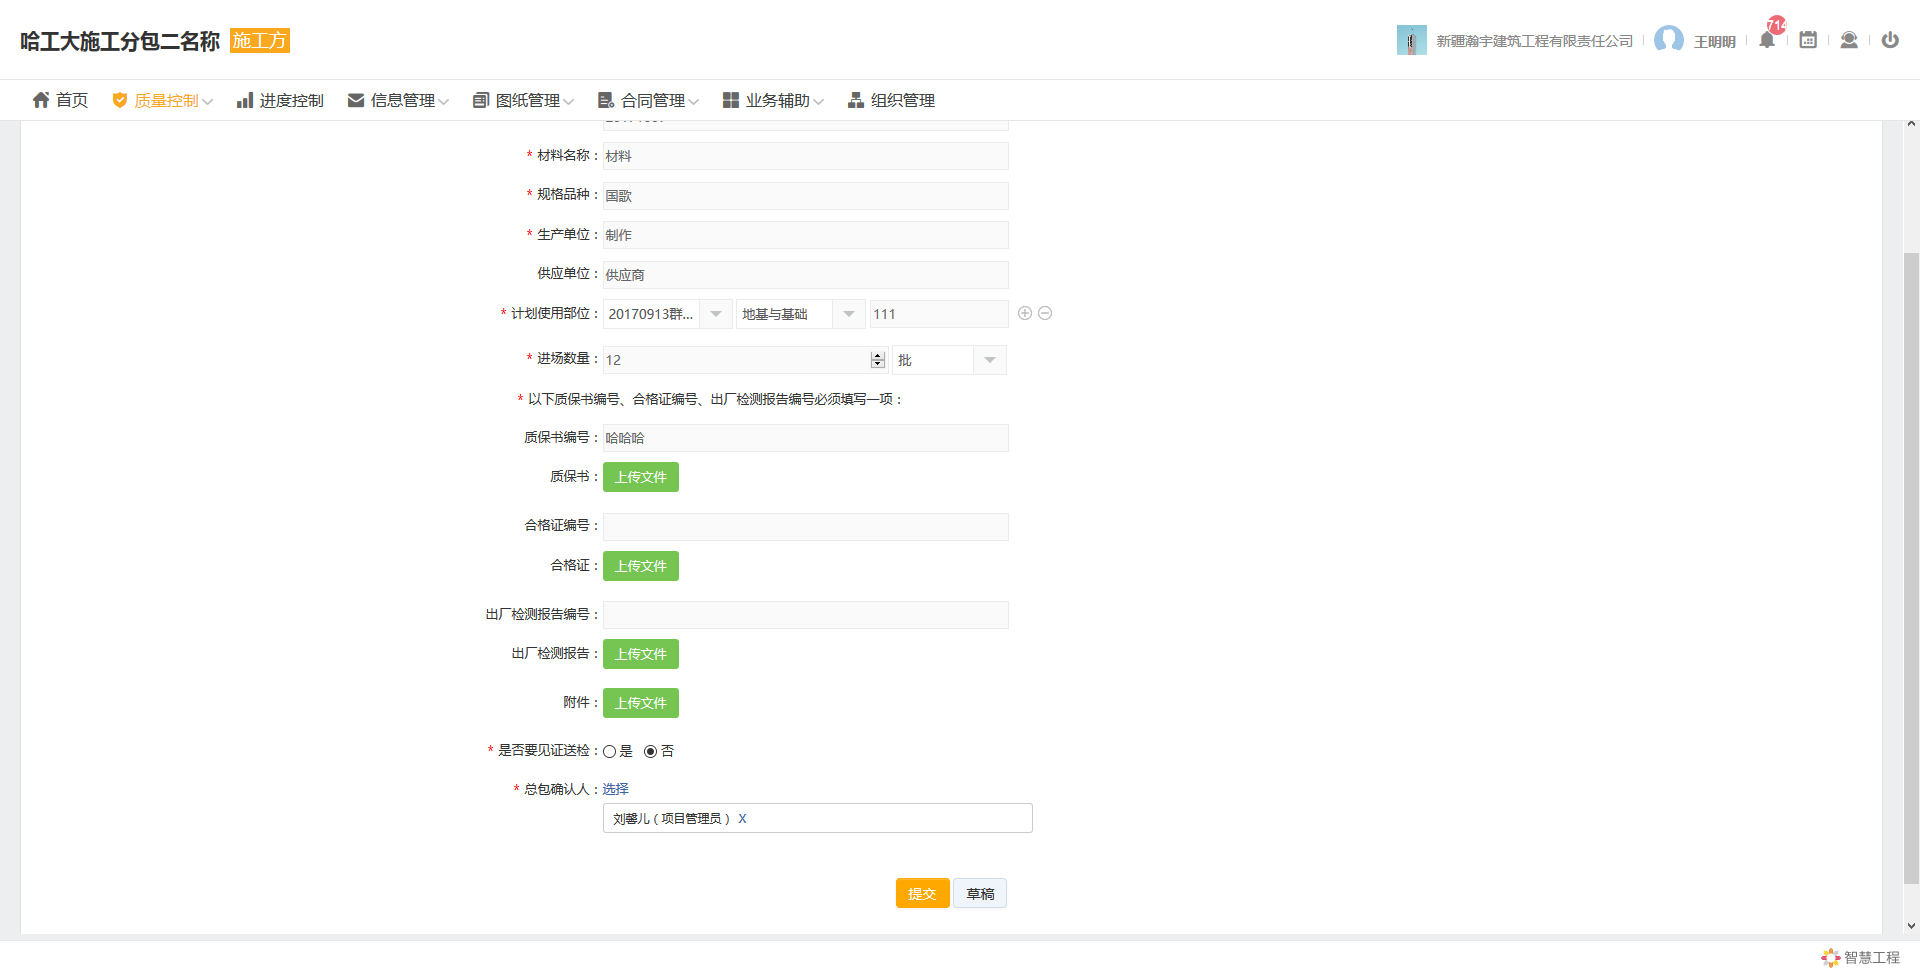 哈工大施工分包二名称 施工方
新疆瀚宇建筑工程有限责任公司 王明明 714
首页 质量控制 进度控制 信息管理 图纸管理 合同管理 业务辅助 组织管理
* 材料名称： 材料
* 规格品种： 国歌
* 生产单位： 制作
供应单位： 供应商
* 计划使用部位： 20170913群... 地基与基础 111
* 进场数量： 12 批
* 以下质保书编号、合格证编号、出厂检测报告编号必须填写一项：
质保书编号： 哈哈哈
质保书： 上传文件
合格证编号：
合格证： 上传文件
出厂检测报告编号：
出厂检测报告： 上传文件
附件： 上传文件
* 是否要见证送检： 是 否
* 总包确认人： 选择
刘馨儿（项目管理员） X
提交 草稿
智慧工程